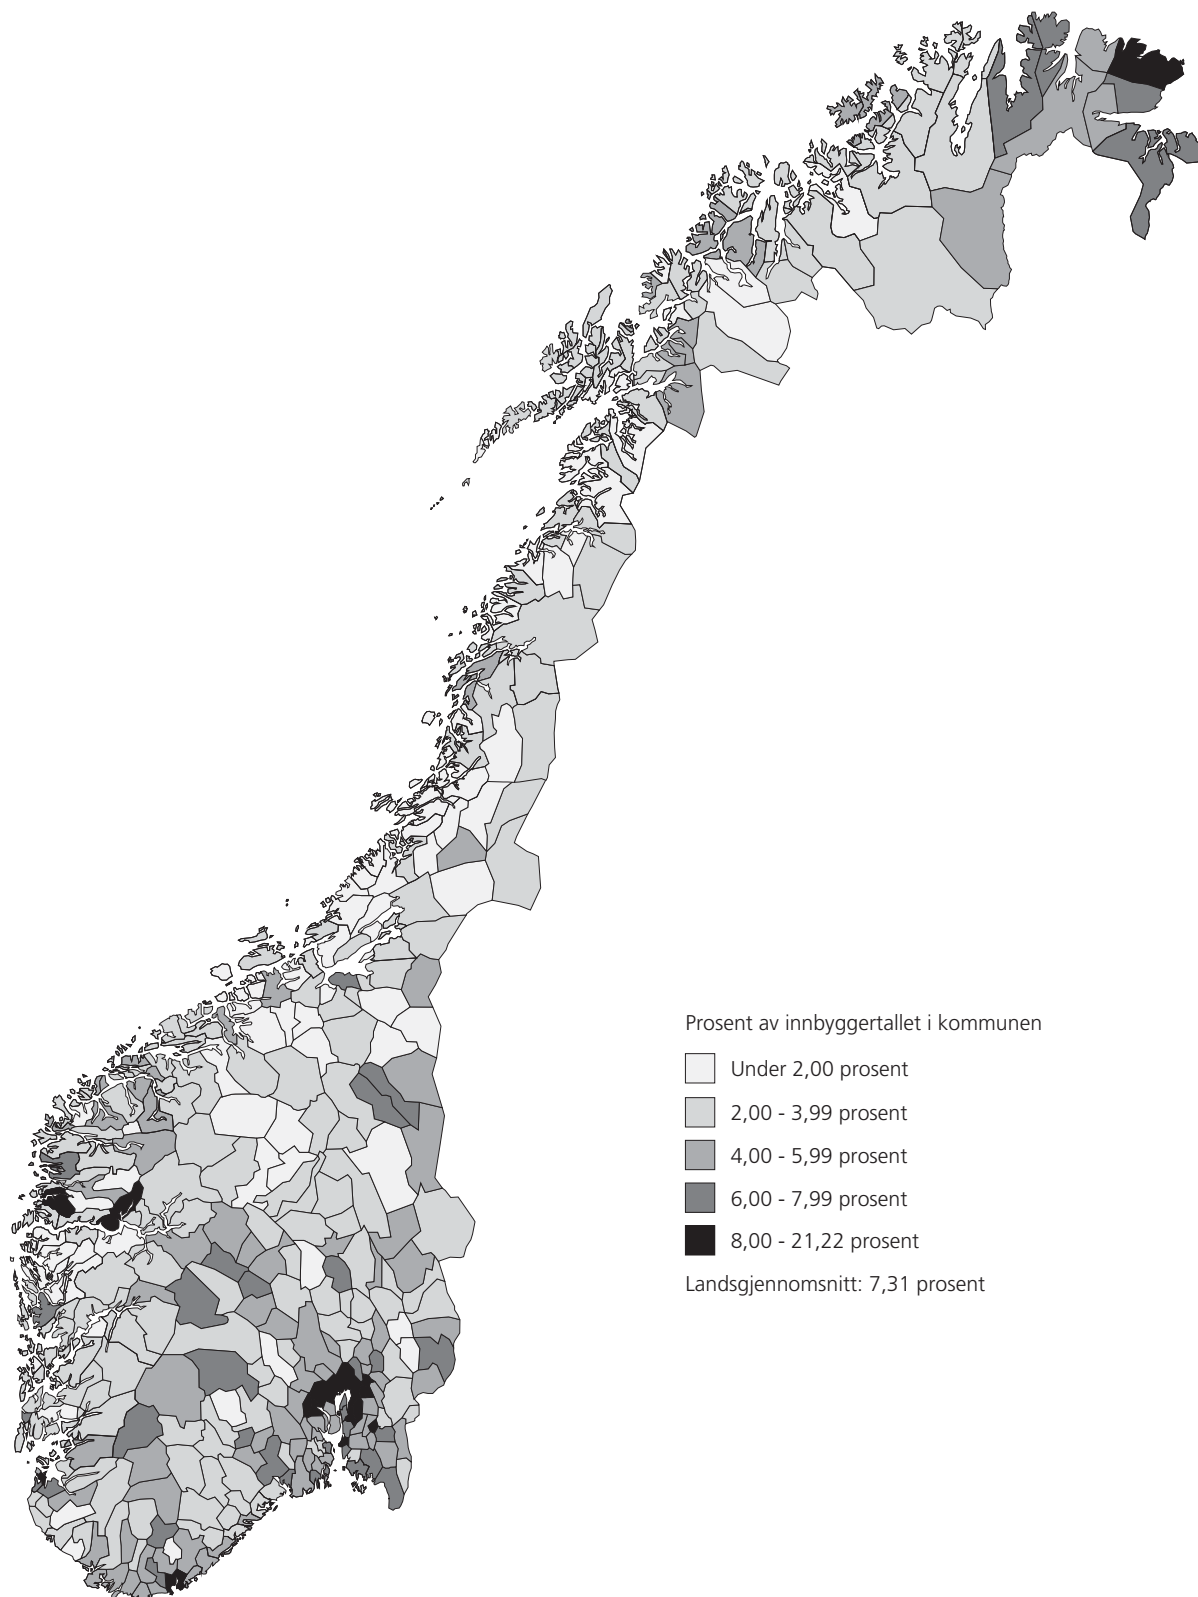 Prosent av innbyggertallet i kommunen
Under 2,00 prosent
2,00 - 3,99 prosent
4,00 - 5,99 prosent
6,00 - 7,99 prosent
8,00 - 21,22 prosent
Landsgjennomsnitt: 7,31 prosent